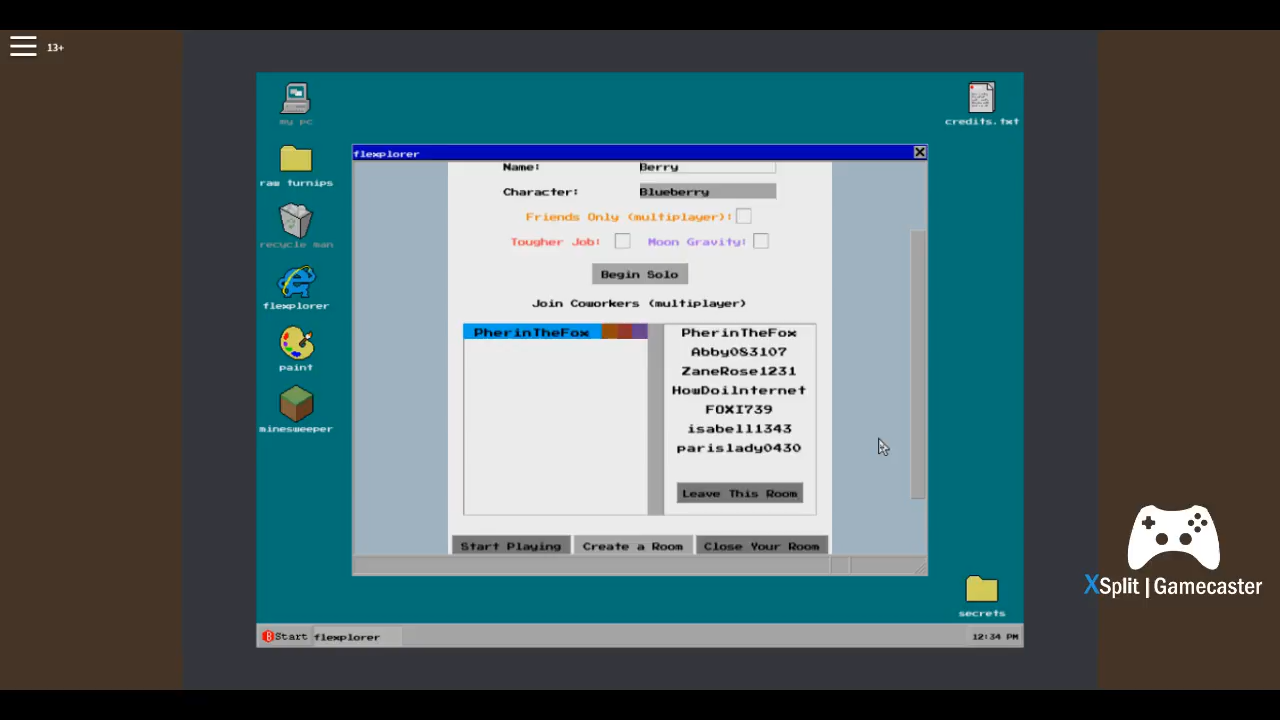 13+
my pc
credits.txt
flexplorer
Name: Berry
raw turnips
Character: Blueberry
Friends Only (multiplayer):
recycle man
Tougher Job: Moon Gravity:
Begin Solo
flexplorer
Join Coworkers (multiplayer)
PherinTheFox
PherinTheFox
Abby083107
paint
ZaneRose1231
HowDoiInternet
FOXI739
minesweeper
isabell1343
parislady0430
Leave This Room
Start Playing
Create a Room
Close Your Room
XSplit | Gamecaster
secrets
Start
flexplorer
12:34 PM